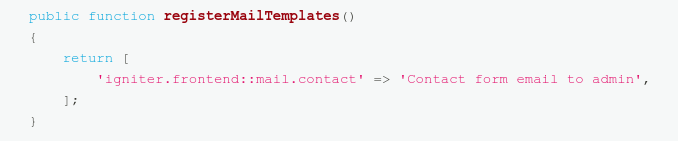 public function registerMailTemplates()
{
    return [
        'igniter.frontend::mail.contact' => 'Contact form email to admin',
    ];
}